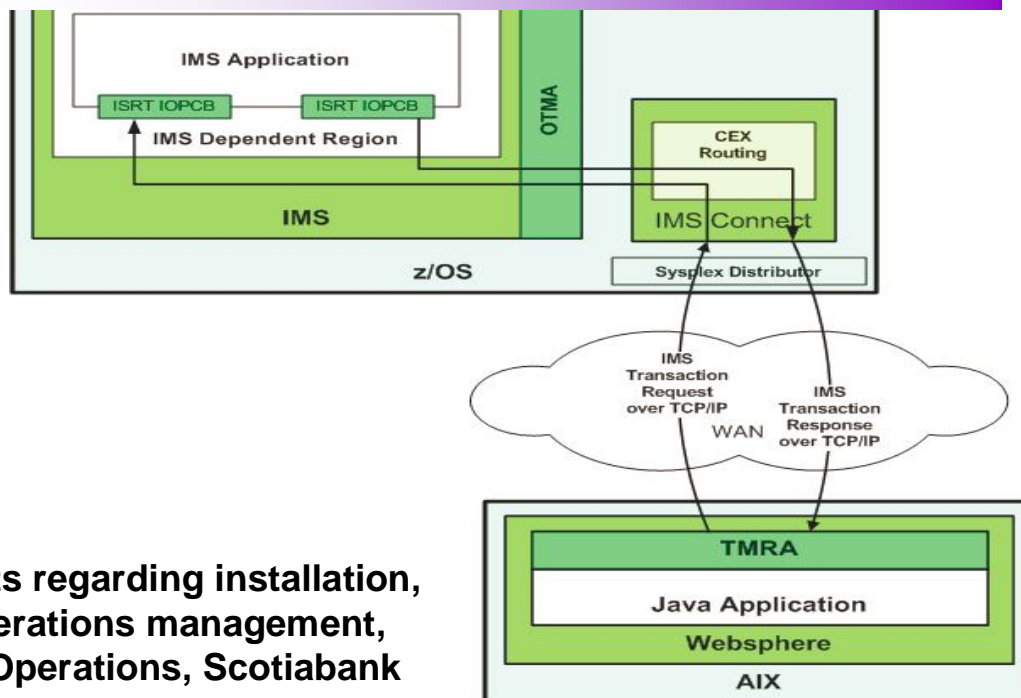 IMS Application
ISRT IOPCB
ISRT IOPCB
IMS Dependent Region
OTMA
IMS
CEX
Routing
IMS Connect
z/OS
Sysplex Distributor
IMS
Transaction
Request
over TCP/IP
WAN
IMS
Transaction
Response
over TCP/IP
TMRA
Java Application
Websphere
AIX
ts regarding installation,
erations management,
Operations, Scotiabank